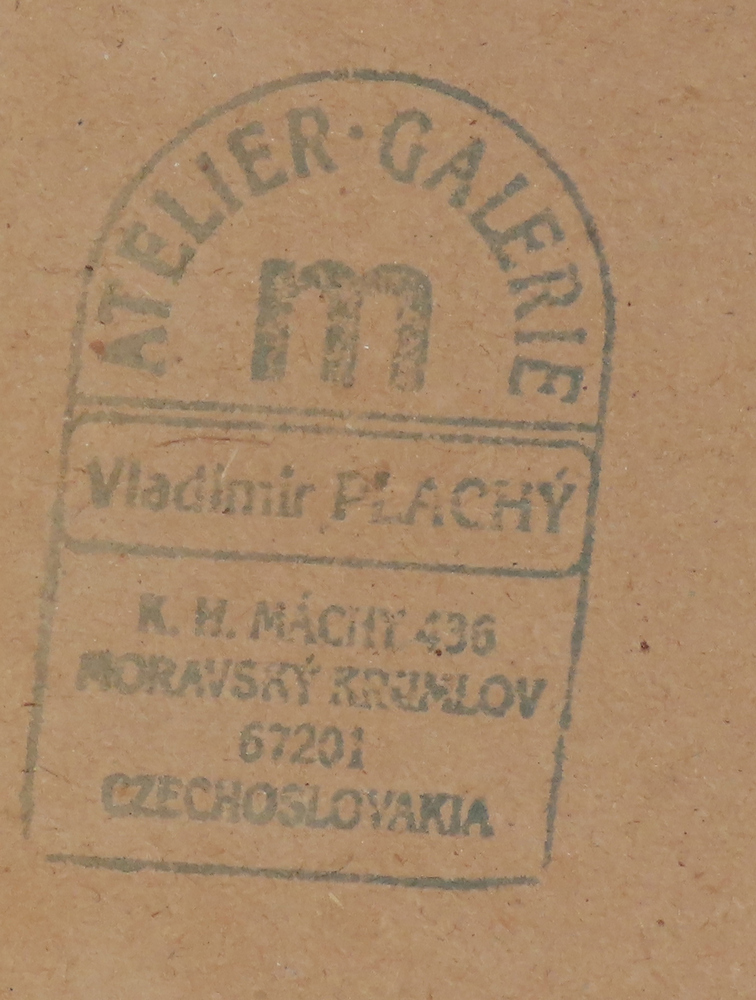 ATELIER · GALERIE
m
Vladimir PLACHÝ
K. H. MÁCHY 436
MORAVSKÝ KRUMLOV
67201
CZECHOSLOVAKIA